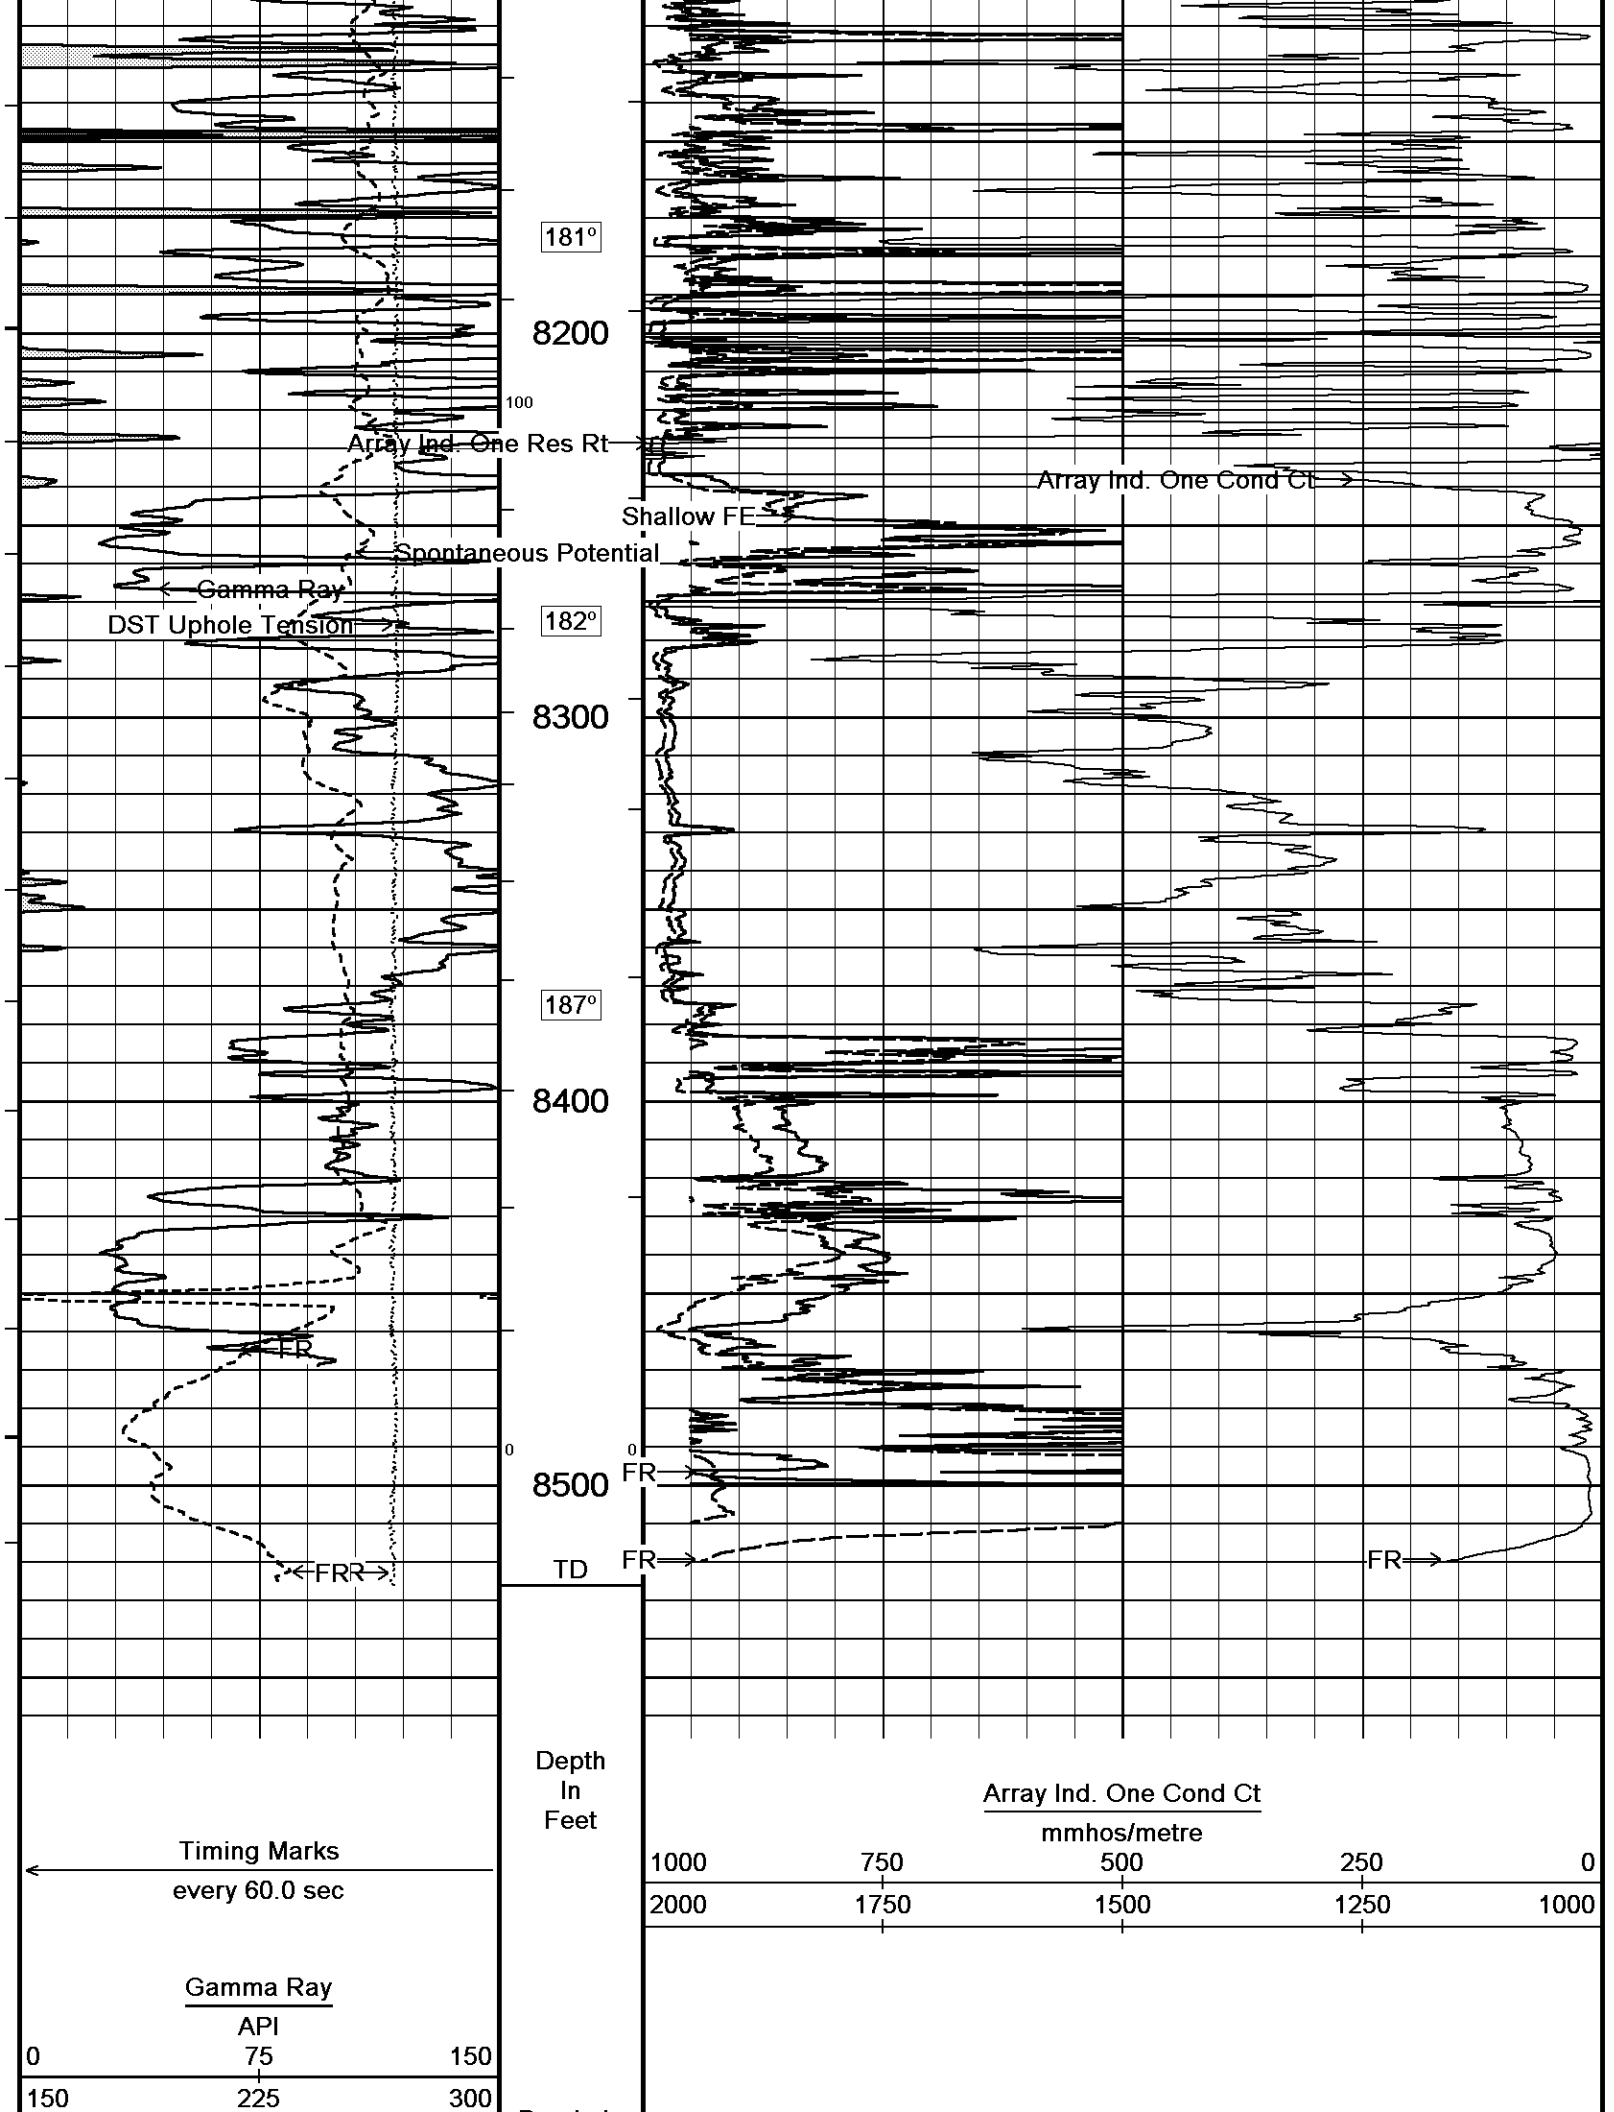 181º
8200
100
Array Ind. One Res Rt
Array Ind. One Cond Ct
Shallow FE
Spontaneous Potential
Gamma Ray
DST Uphole Tension
182º
8300
187º
8400
FR
0
0
FR
8500
FR
FR
FRR
TD
Depth
In
Feet
Array Ind. One Cond Ct
mmhos/metre
1000 750 500 250 0
2000 1750 1500 1250 1000
Timing Marks
every 60.0 sec
Gamma Ray
API
0 75 150
150 225 300